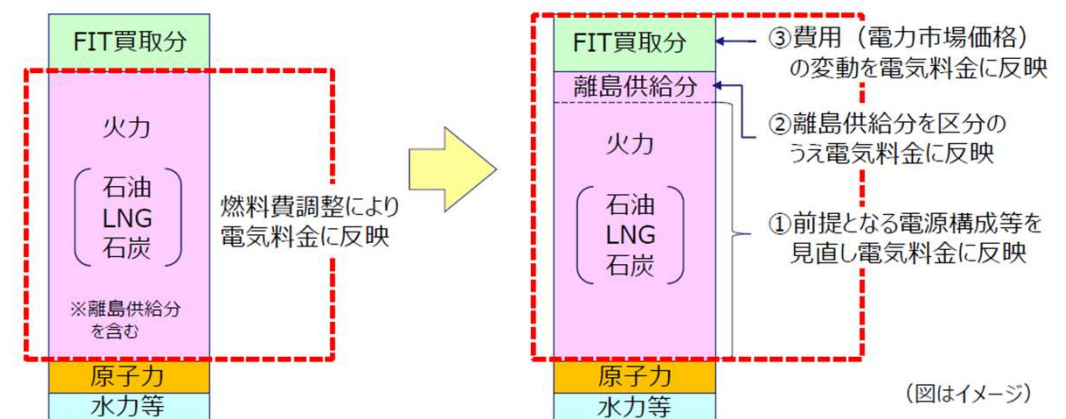 FIT買取分
火力
石油
LNG
石炭
※離島供給分
を含む
原子力
水力等
燃料費調整により
電気料金に反映
FIT買取分
離島供給分
火力
石油
LNG
石炭
原子力
水力等
③費用（電力市場価格）
の変動を電気料金に反映
②離島供給分を区分の
うえ電気料金に反映
①前提となる電源構成等を
見直し電気料金に反映
（図はイメージ）